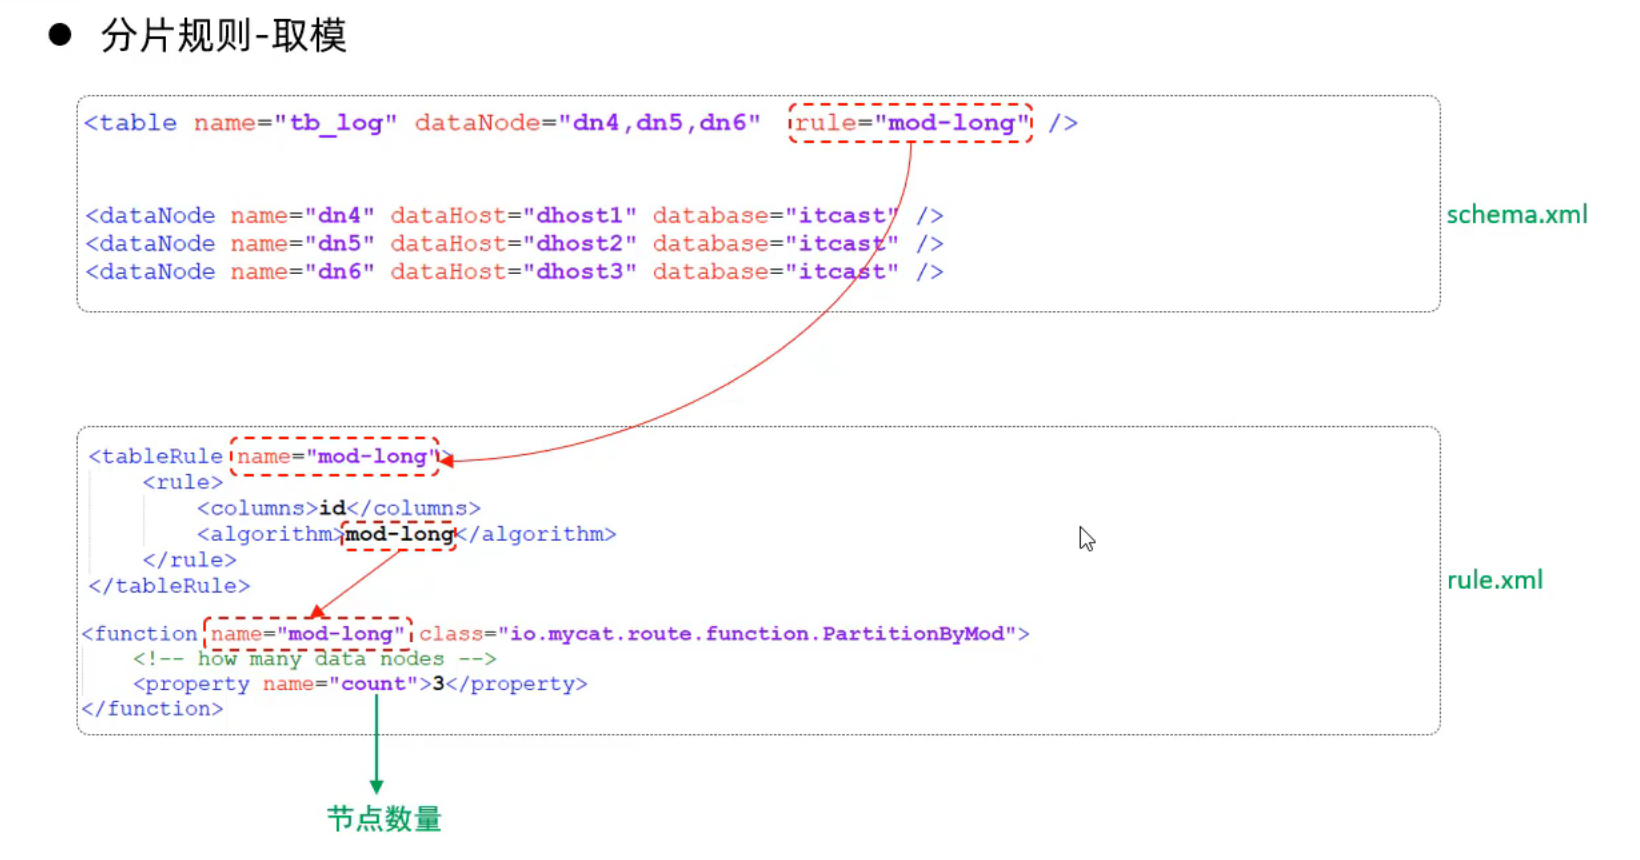 ● 分片规则-取模
<table name="tb_log" dataNode="dn4,dn5,dn6" rule="mod-long" />
<dataNode name="dn4" dataHost="dhost1" database="itcast" />
<dataNode name="dn5" dataHost="dhost2" database="itcast" />
<dataNode name="dn6" dataHost="dhost3" database="itcast" />
schema.xml
<tableRule name="mod-long">
<rule>
<columns>id</columns>
<algorithm>mod-long</algorithm>
</rule>
</tableRule>
<function name="mod-long" class="io.mycat.route.function.PartitionByMod">
<!-- how many data nodes -->
<property name="count">3</property>
</function>
rule.xml
节点数量